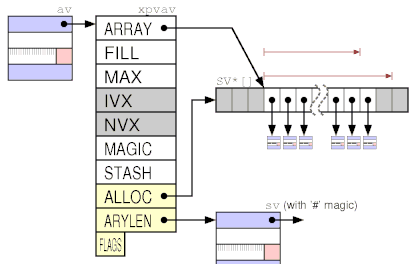 av
xpvav
ARRAY
FILL
MAX
IVX
NVX
MAGIC
STASH
ALLOC
ARYLEN
FLAGS
SV* []
sv (with '#' magic)